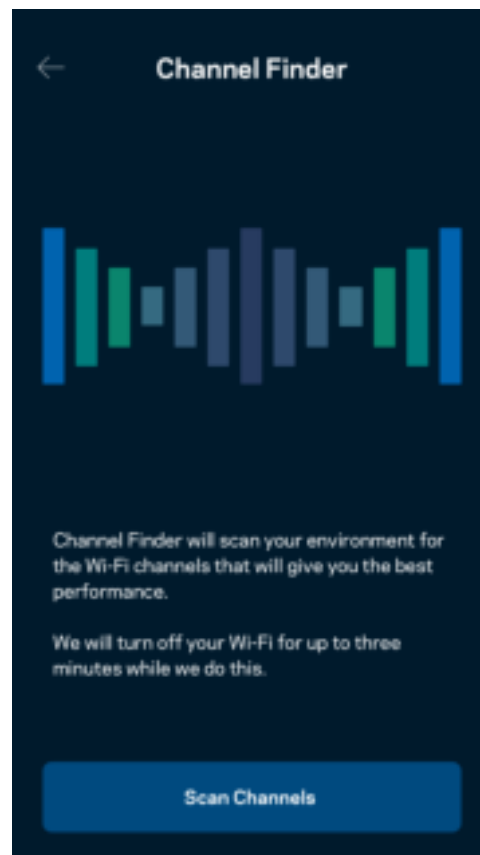 Channel Finder
Channel Finder will scan your environment for
the Wi-Fi channels that will give you the best
performance.
We will turn off your Wi-Fi for up to three
minutes while we do this.
Scan Channels